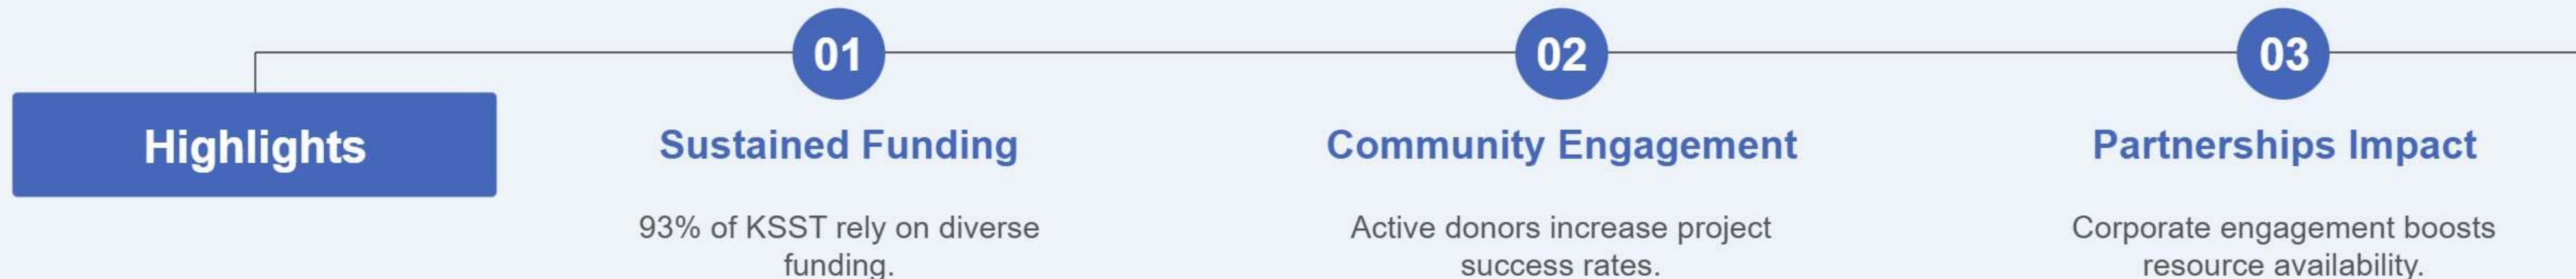 Highlights
01
Sustained Funding
93% of KSST rely on diverse
funding.
02
Community Engagement
Active donors increase project
success rates.
03
Partnerships Impact
Corporate engagement boosts
resource availability.